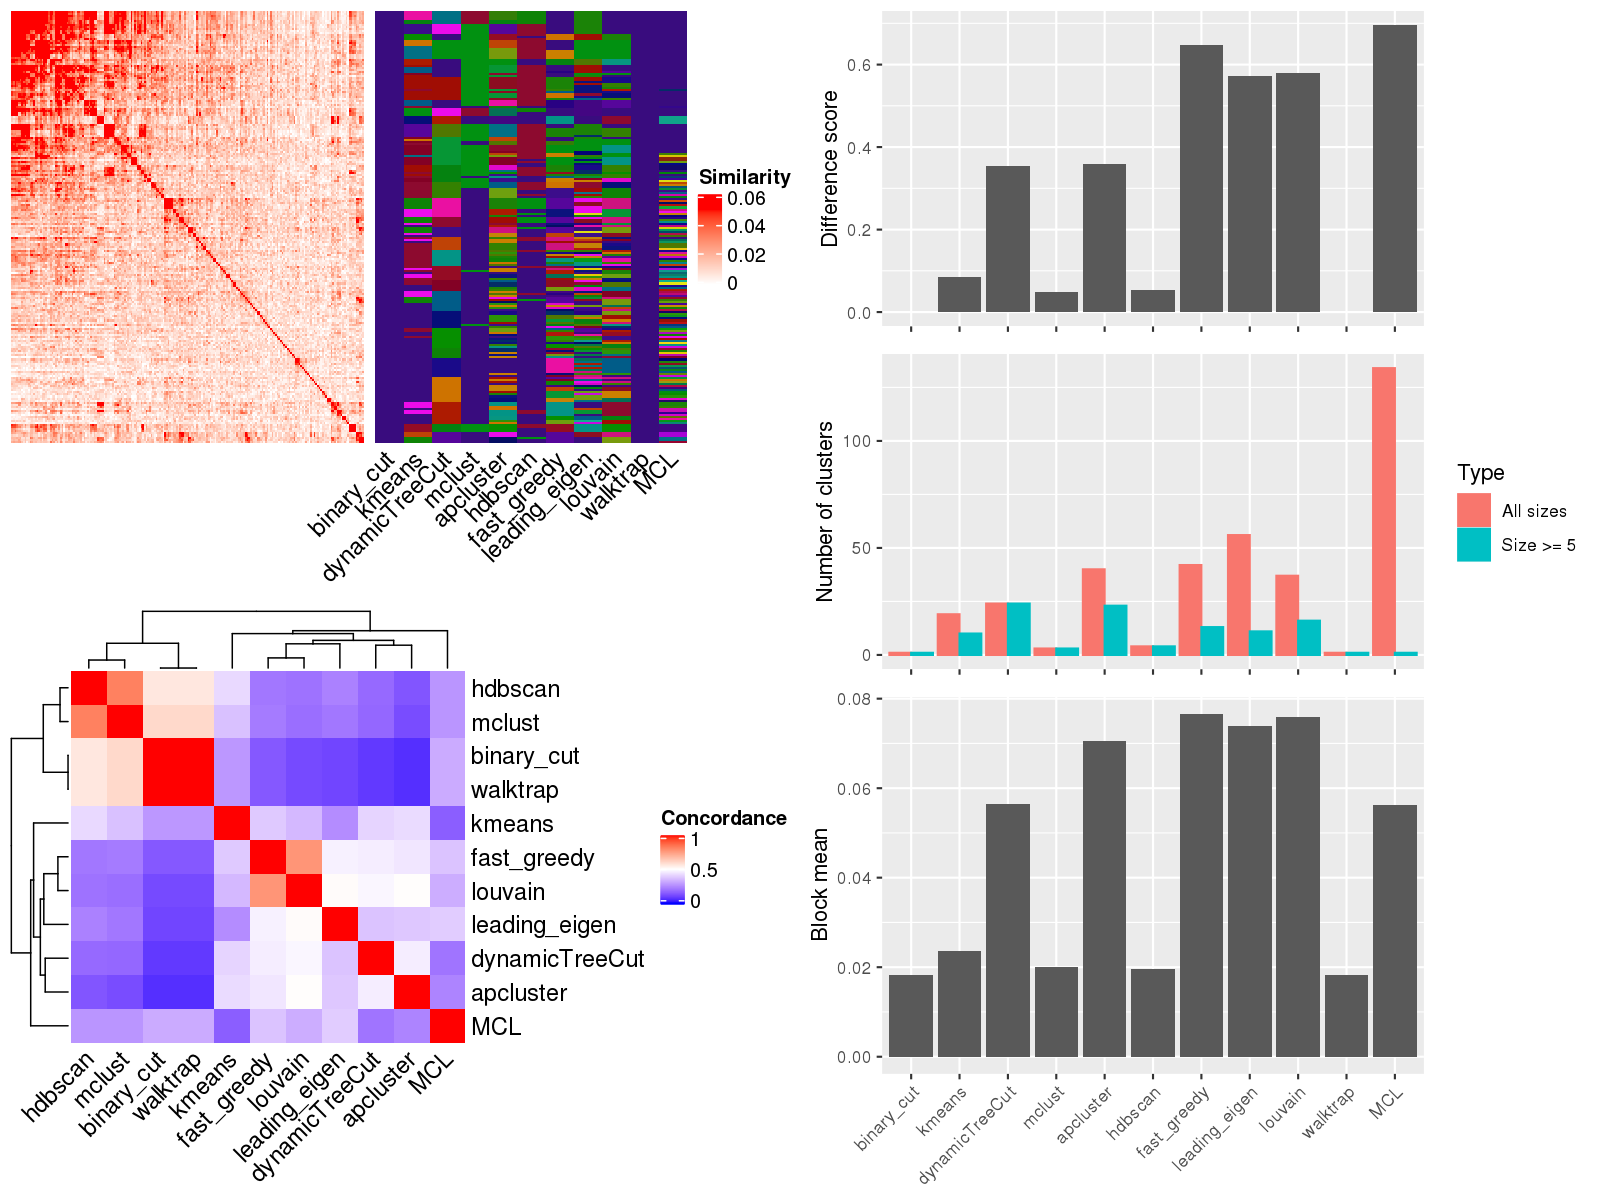 Similarity
0.06
0.04
0.02
0
binary_cut
kmeans
dynamicTreeCut
mclust
apcluster
hdbscan
fast_greedy
leading_eigen
louvain
walktrap
MCL
hdbscan
mclust
binary_cut
walktrap
kmeans
fast_greedy
louvain
leading_eigen
dynamicTreeCut
apcluster
MCL
Concordance
1
0.5
0
hdbscan
mclust
binary_cut
walktrap
kmeans
fast_greedy
louvain
leading_eigen
dynamicTreeCut
apcluster
MCL
Difference score
0.6
0.4
0.2
0.0
Number of clusters
100
50
0
Type
All sizes
Size >= 5
Block mean
0.08
0.06
0.04
0.02
0.00
binary_cut
kmeans
dynamicTreeCut
mclust
apcluster
hdbscan
fast_greedy
leading_eigen
louvain
walktrap
MCL